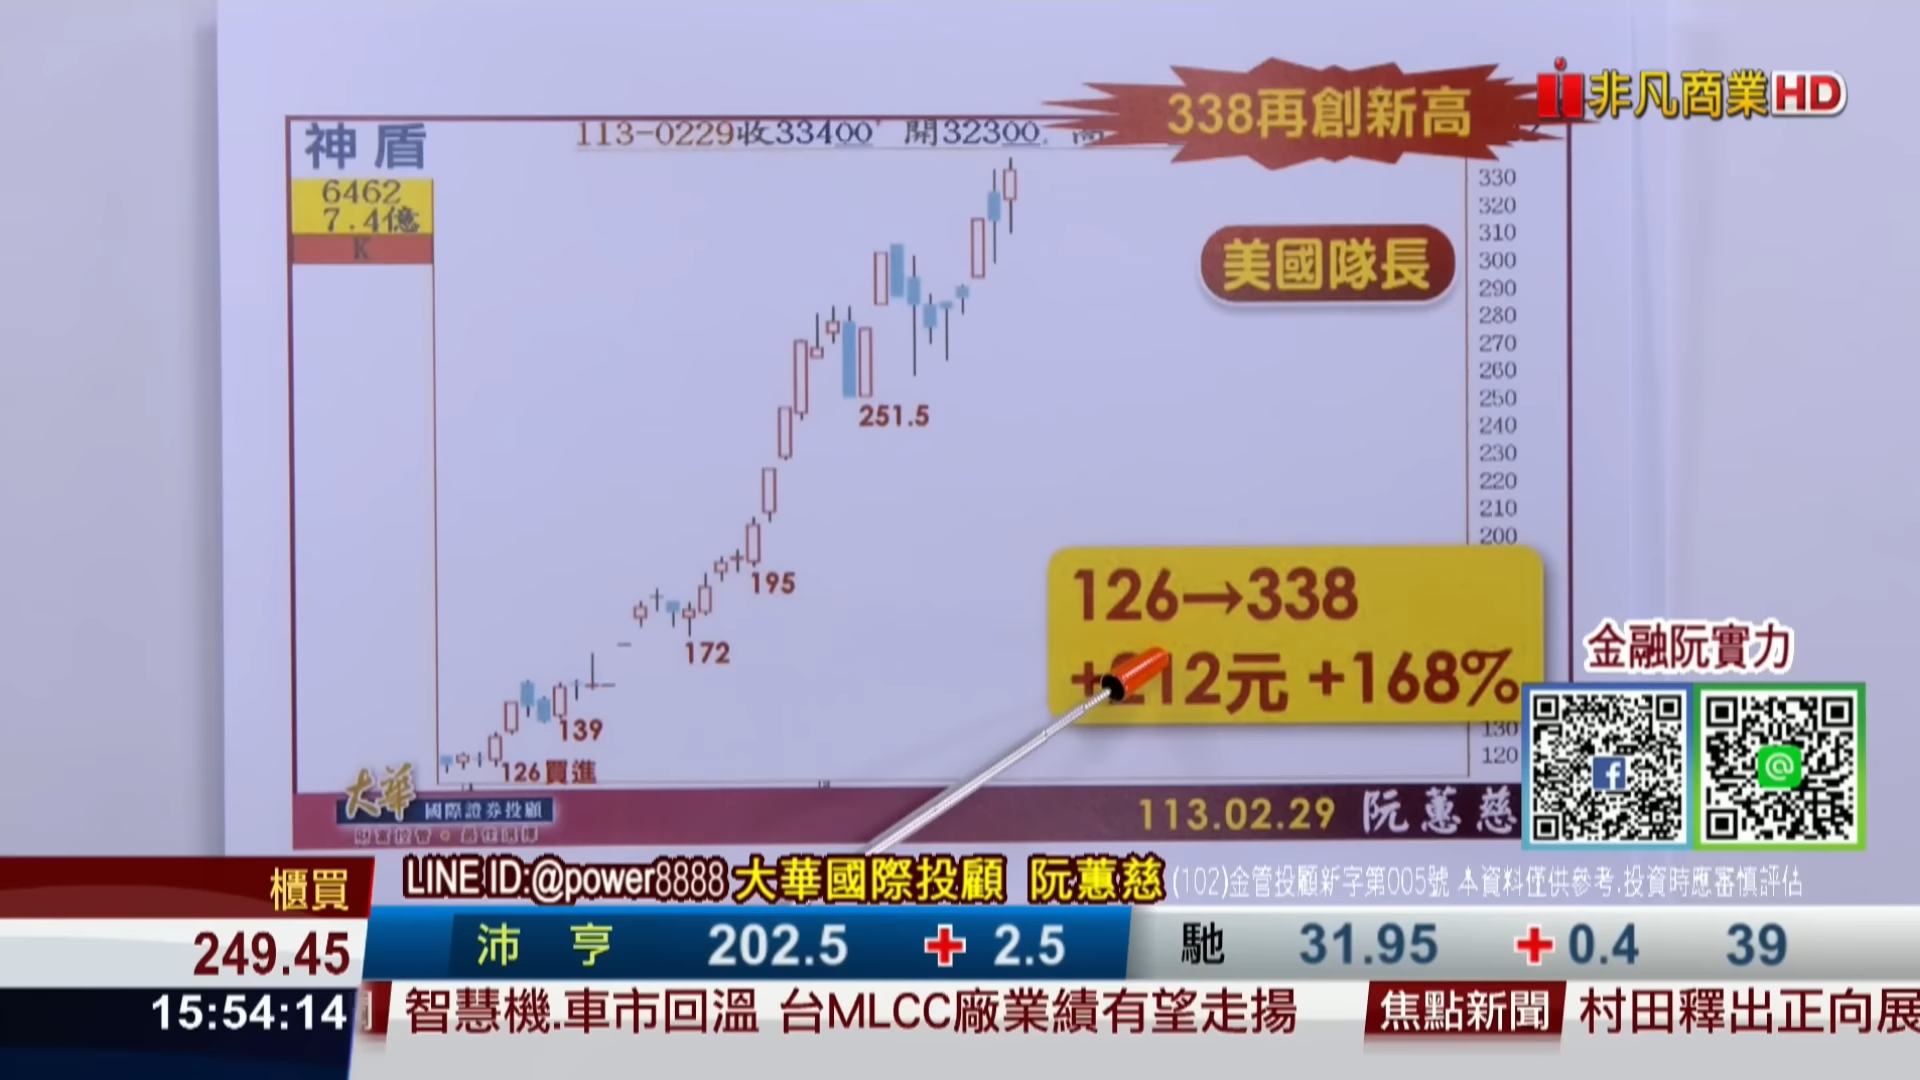 338再創新高
非凡商業HD
神盾
113-0229收33400 開32300
6462
7.4億
K
330
320
310
300
290
280
270
260
250
240
230
210
220
200
130
120
美國隊長
251.5
195
172
139
126買進
126→338
+212元 +168%
金融阮實力
大華國際證券投顧
財富控管・最佳選擇
113.02.29 阮蕙慈
LINE ID:@power8888 大華國際投顧 阮蕙慈 (102)金管投顧新字第005號 本資料僅供參考.投資時應審慎評估
櫃買
249.45
沛亨 202.5 + 2.5
馳 31.95 + 0.4 39
15:54:14
智慧機.車市回溫 台MLCC廠業績有望走揚 焦點新聞 村田釋出正向展